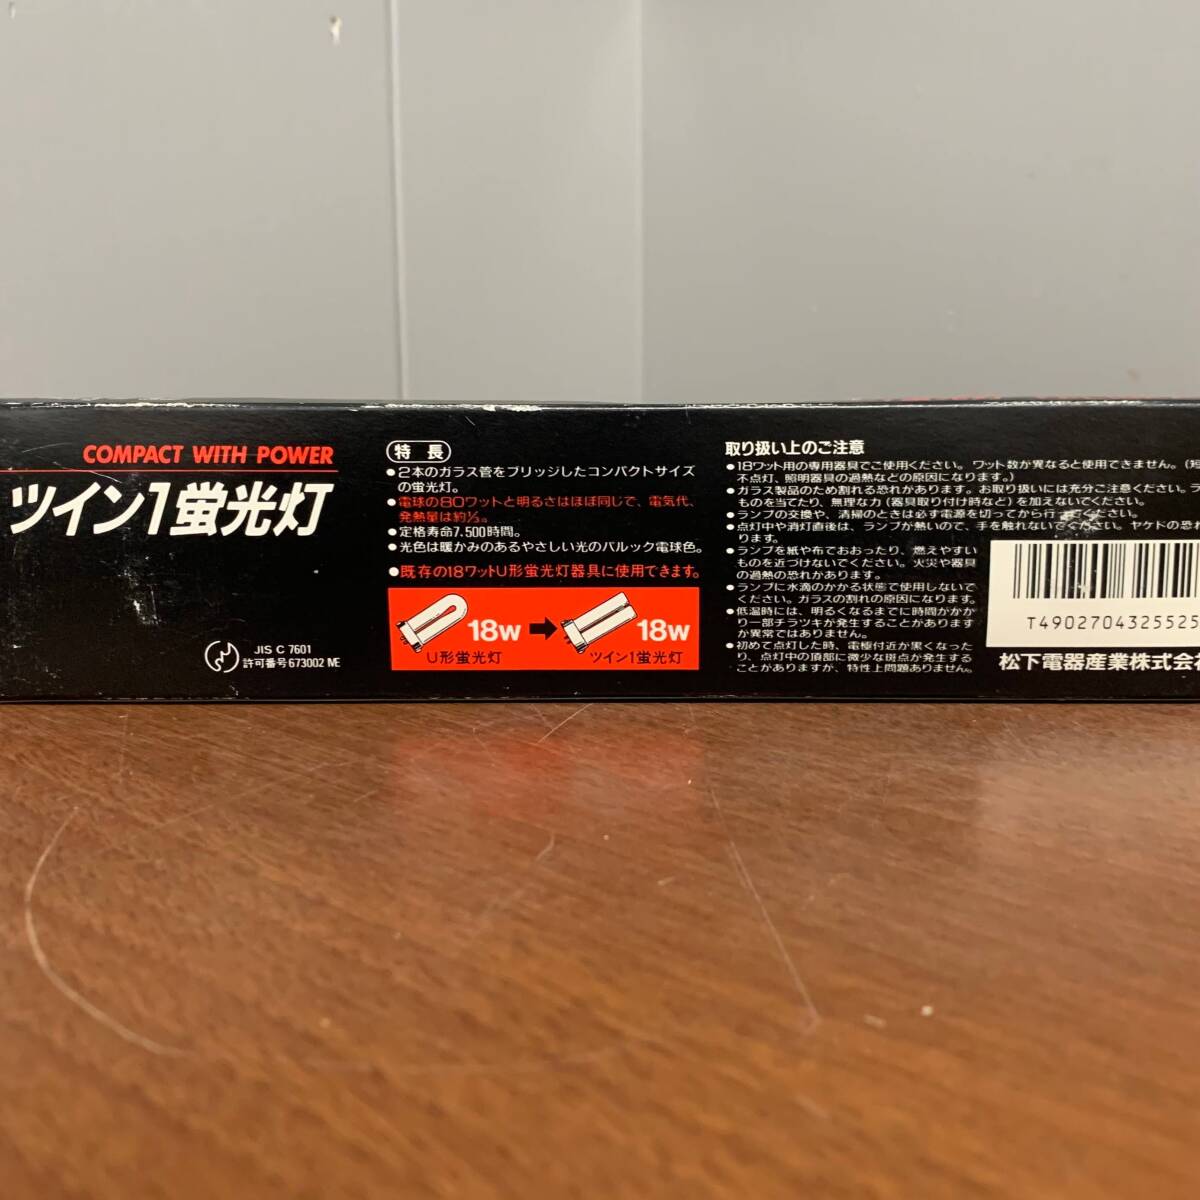 COMPACT WITH POWER
ツイン1蛍光灯
JIS C 7601
許可番号673002 NE
特長
●2本のガラス管をブリッジしたコンパクトサイズ
の蛍光灯。
●電球の80ワットと明るさはほぼ同じで、電気代、
発熱量は約⅓。
●定格寿命7,500時間。
●光色は暖かみのあるやさしい光のパルック電球色。
●既存の18ワットU形蛍光灯器具に使用できます。
18W
U形蛍光灯
18W
ツイン1蛍光灯
取り扱い上のご注意
●18ワット用の専用器具でご使用ください。ワット数が異なると使用できません。(短
不点灯、照明器具の過熱などの原因になります。)
●ガラス製品のため割れる恐れがあります。お取り扱いには充分ご注意ください。ラ
ものを当てたり、無理な力(器具取り付け時など)を加えないでください。
●ランプの交換や、清掃のときは必ず電源を切ってから行ってください。
●点灯中や消灯直後は、ランプが熱いので、手を触れないでください。ヤケドの恐れ
ります。
●ランプを紙や布でおおったり、燃えやすい
ものを近づけないでください。火災や器具
の過熱の恐れがあります。
●ランプに水滴のかかる状態で使用しないで
ください。ガラスの割れの原因になります。
●低温時には、明るくなるまでに時間がかか
り一部チラツキが発生することがあります
が異常ではありません。
●初めて点灯した時、電極付近が黒くなった
り、点灯中の頂部に微少な斑点が発生する
ことがありますが、特性上問題ありません。
T4902704325525
松下電器産業株式会社